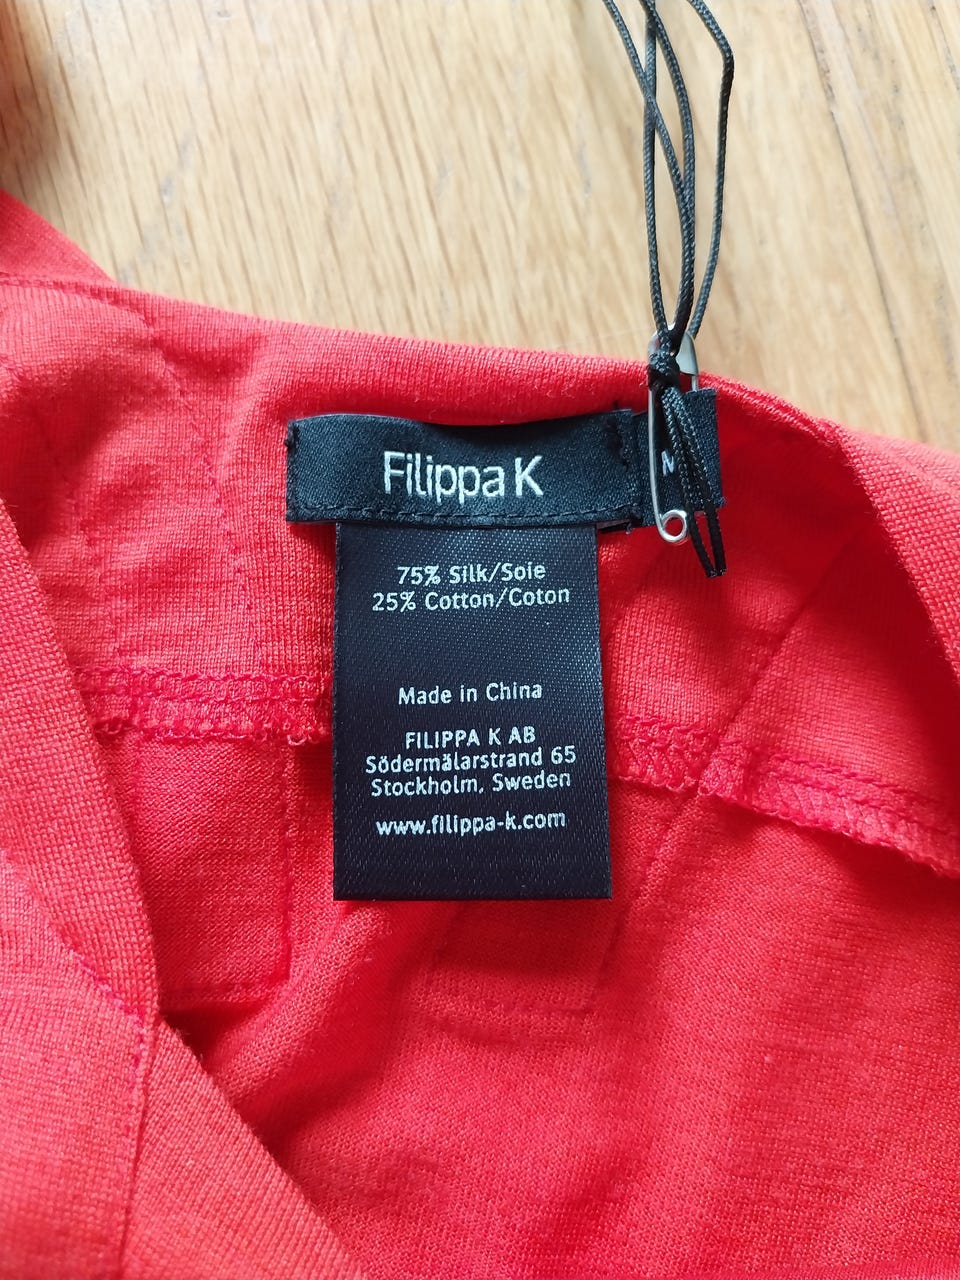 Filippa K
M
75% Silk/Soie
25% Cotton/Coton
Made in China
FILIPPA K AB
Södermälarstrand 65
Stockholm, Sweden
www.filippa-k.com